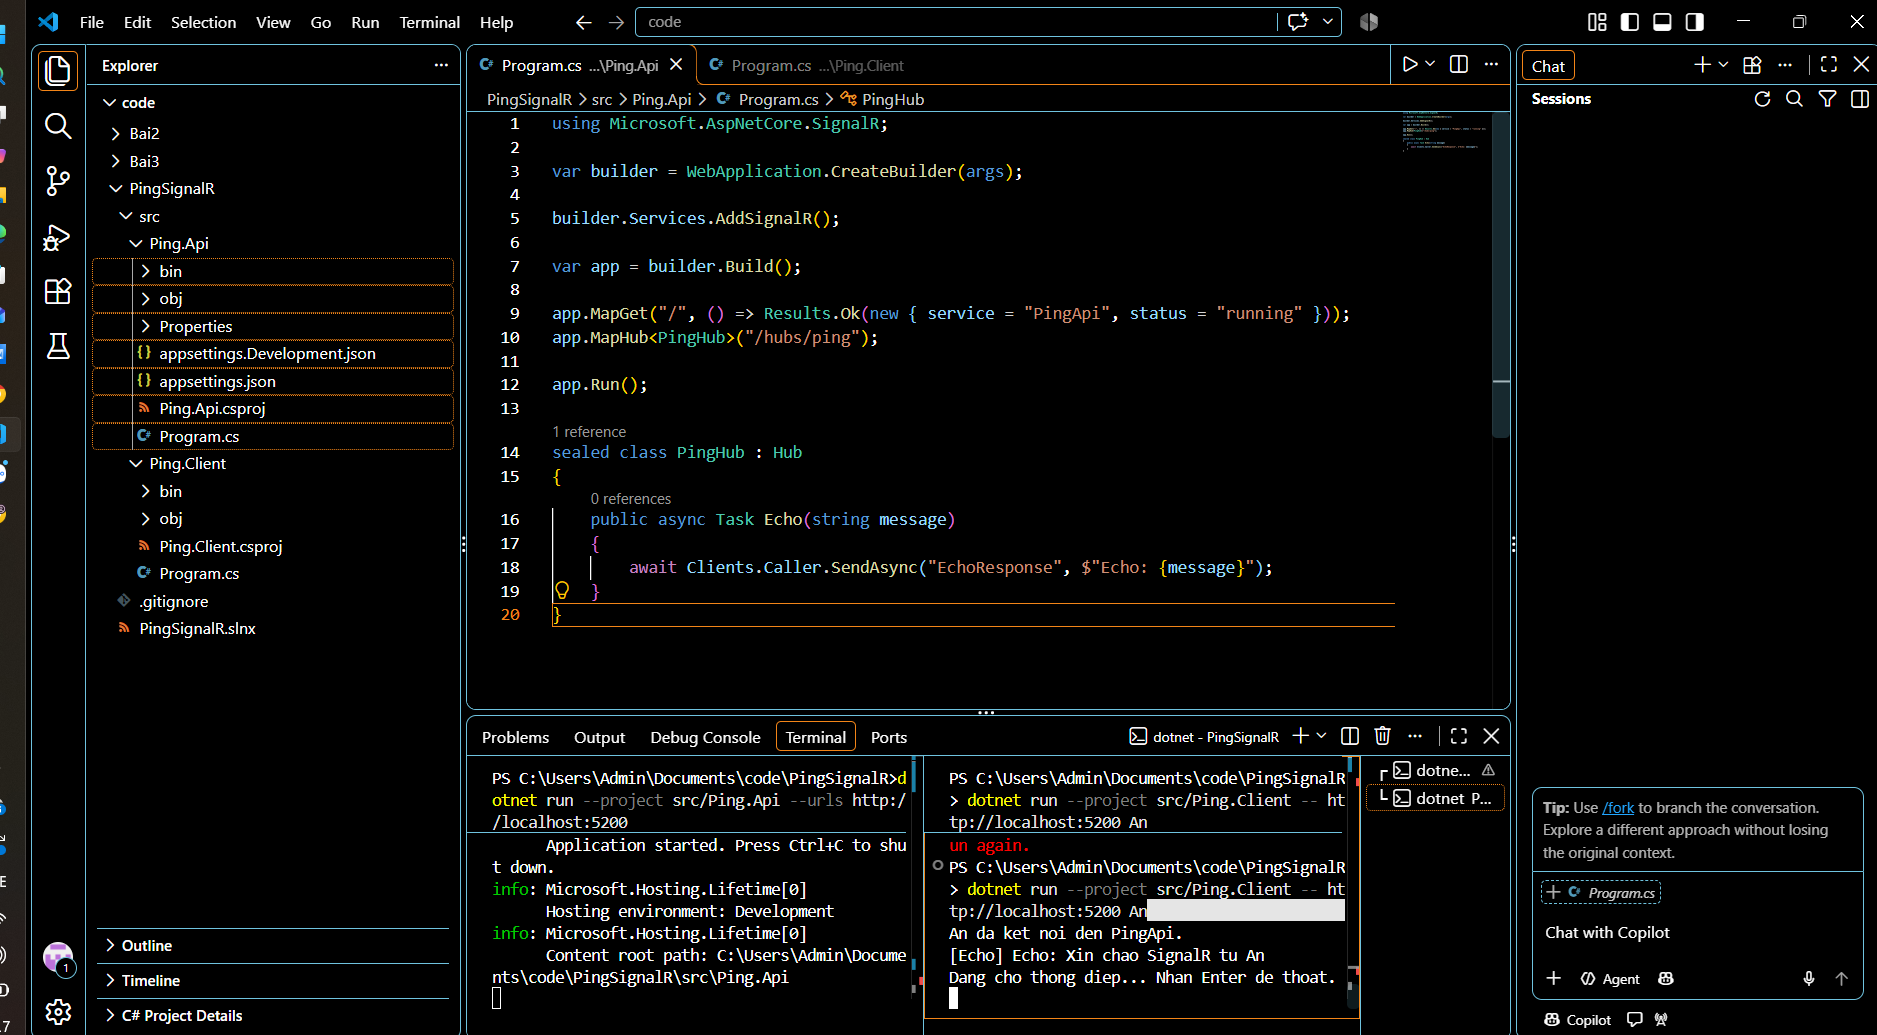 File Edit Selection View Go Run Terminal Help
code
Explorer
code
Bai2
Bai3
PingSignalR
src
Ping.Api
bin
obj
Properties
{} appsettings.Development.json
{} appsettings.json
Ping.Api.csproj
C# Program.cs
Ping.Client
bin
obj
Ping.Client.csproj
C# Program.cs
.gitignore
PingSignalR.slnx
Outline
Timeline
C# Project Details
1
C# Program.cs ...\Ping.Api
C# Program.cs ...\Ping.Client
PingSignalR > src > Ping.Api > C# Program.cs > PingHub
1 using Microsoft.AspNetCore.SignalR;
2
3 var builder = WebApplication.CreateBuilder(args);
4
5 builder.Services.AddSignalR();
6
7 var app = builder.Build();
8
9 app.MapGet("/", () => Results.Ok(new { service = "PingApi", status = "running" }));
10 app.MapHub<PingHub>("/hubs/ping");
11
12 app.Run();
13
1 reference
14 sealed class PingHub : Hub
15 {
0 references
16 public async Task Echo(string message)
17 {
18 await Clients.Caller.SendAsync("EchoResponse", $"Echo: {message}");
19 }
20 }
Problems Output Debug Console Terminal Ports
dotnet - PingSignalR
PS C:\Users\Admin\Documents\code\PingSignalR>d
otnet run --project src/Ping.Api --urls http:/
/localhost:5200
Application started. Press Ctrl+C to shu
t down.
info: Microsoft.Hosting.Lifetime[0]
Hosting environment: Development
info: Microsoft.Hosting.Lifetime[0]
Content root path: C:\Users\Admin\Docume
nts\code\PingSignalR\src\Ping.Api
PS C:\Users\Admin\Documents\code\PingSignalR
> dotnet run --project src/Ping.Client -- ht
tp://localhost:5200 An
un again.
PS C:\Users\Admin\Documents\code\PingSignalR
> dotnet run --project src/Ping.Client -- ht
tp://localhost:5200 An
An da ket noi den PingApi.
[Echo] Echo: Xin chao SignalR tu An
Dang cho thong diep... Nhan Enter de thoat.
dotne...
dotnet P...
Chat
Sessions
Tip: Use /fork to branch the conversation.
Explore a different approach without losing
the original context.
C# Program.cs
Chat with Copilot
Agent
Copilot